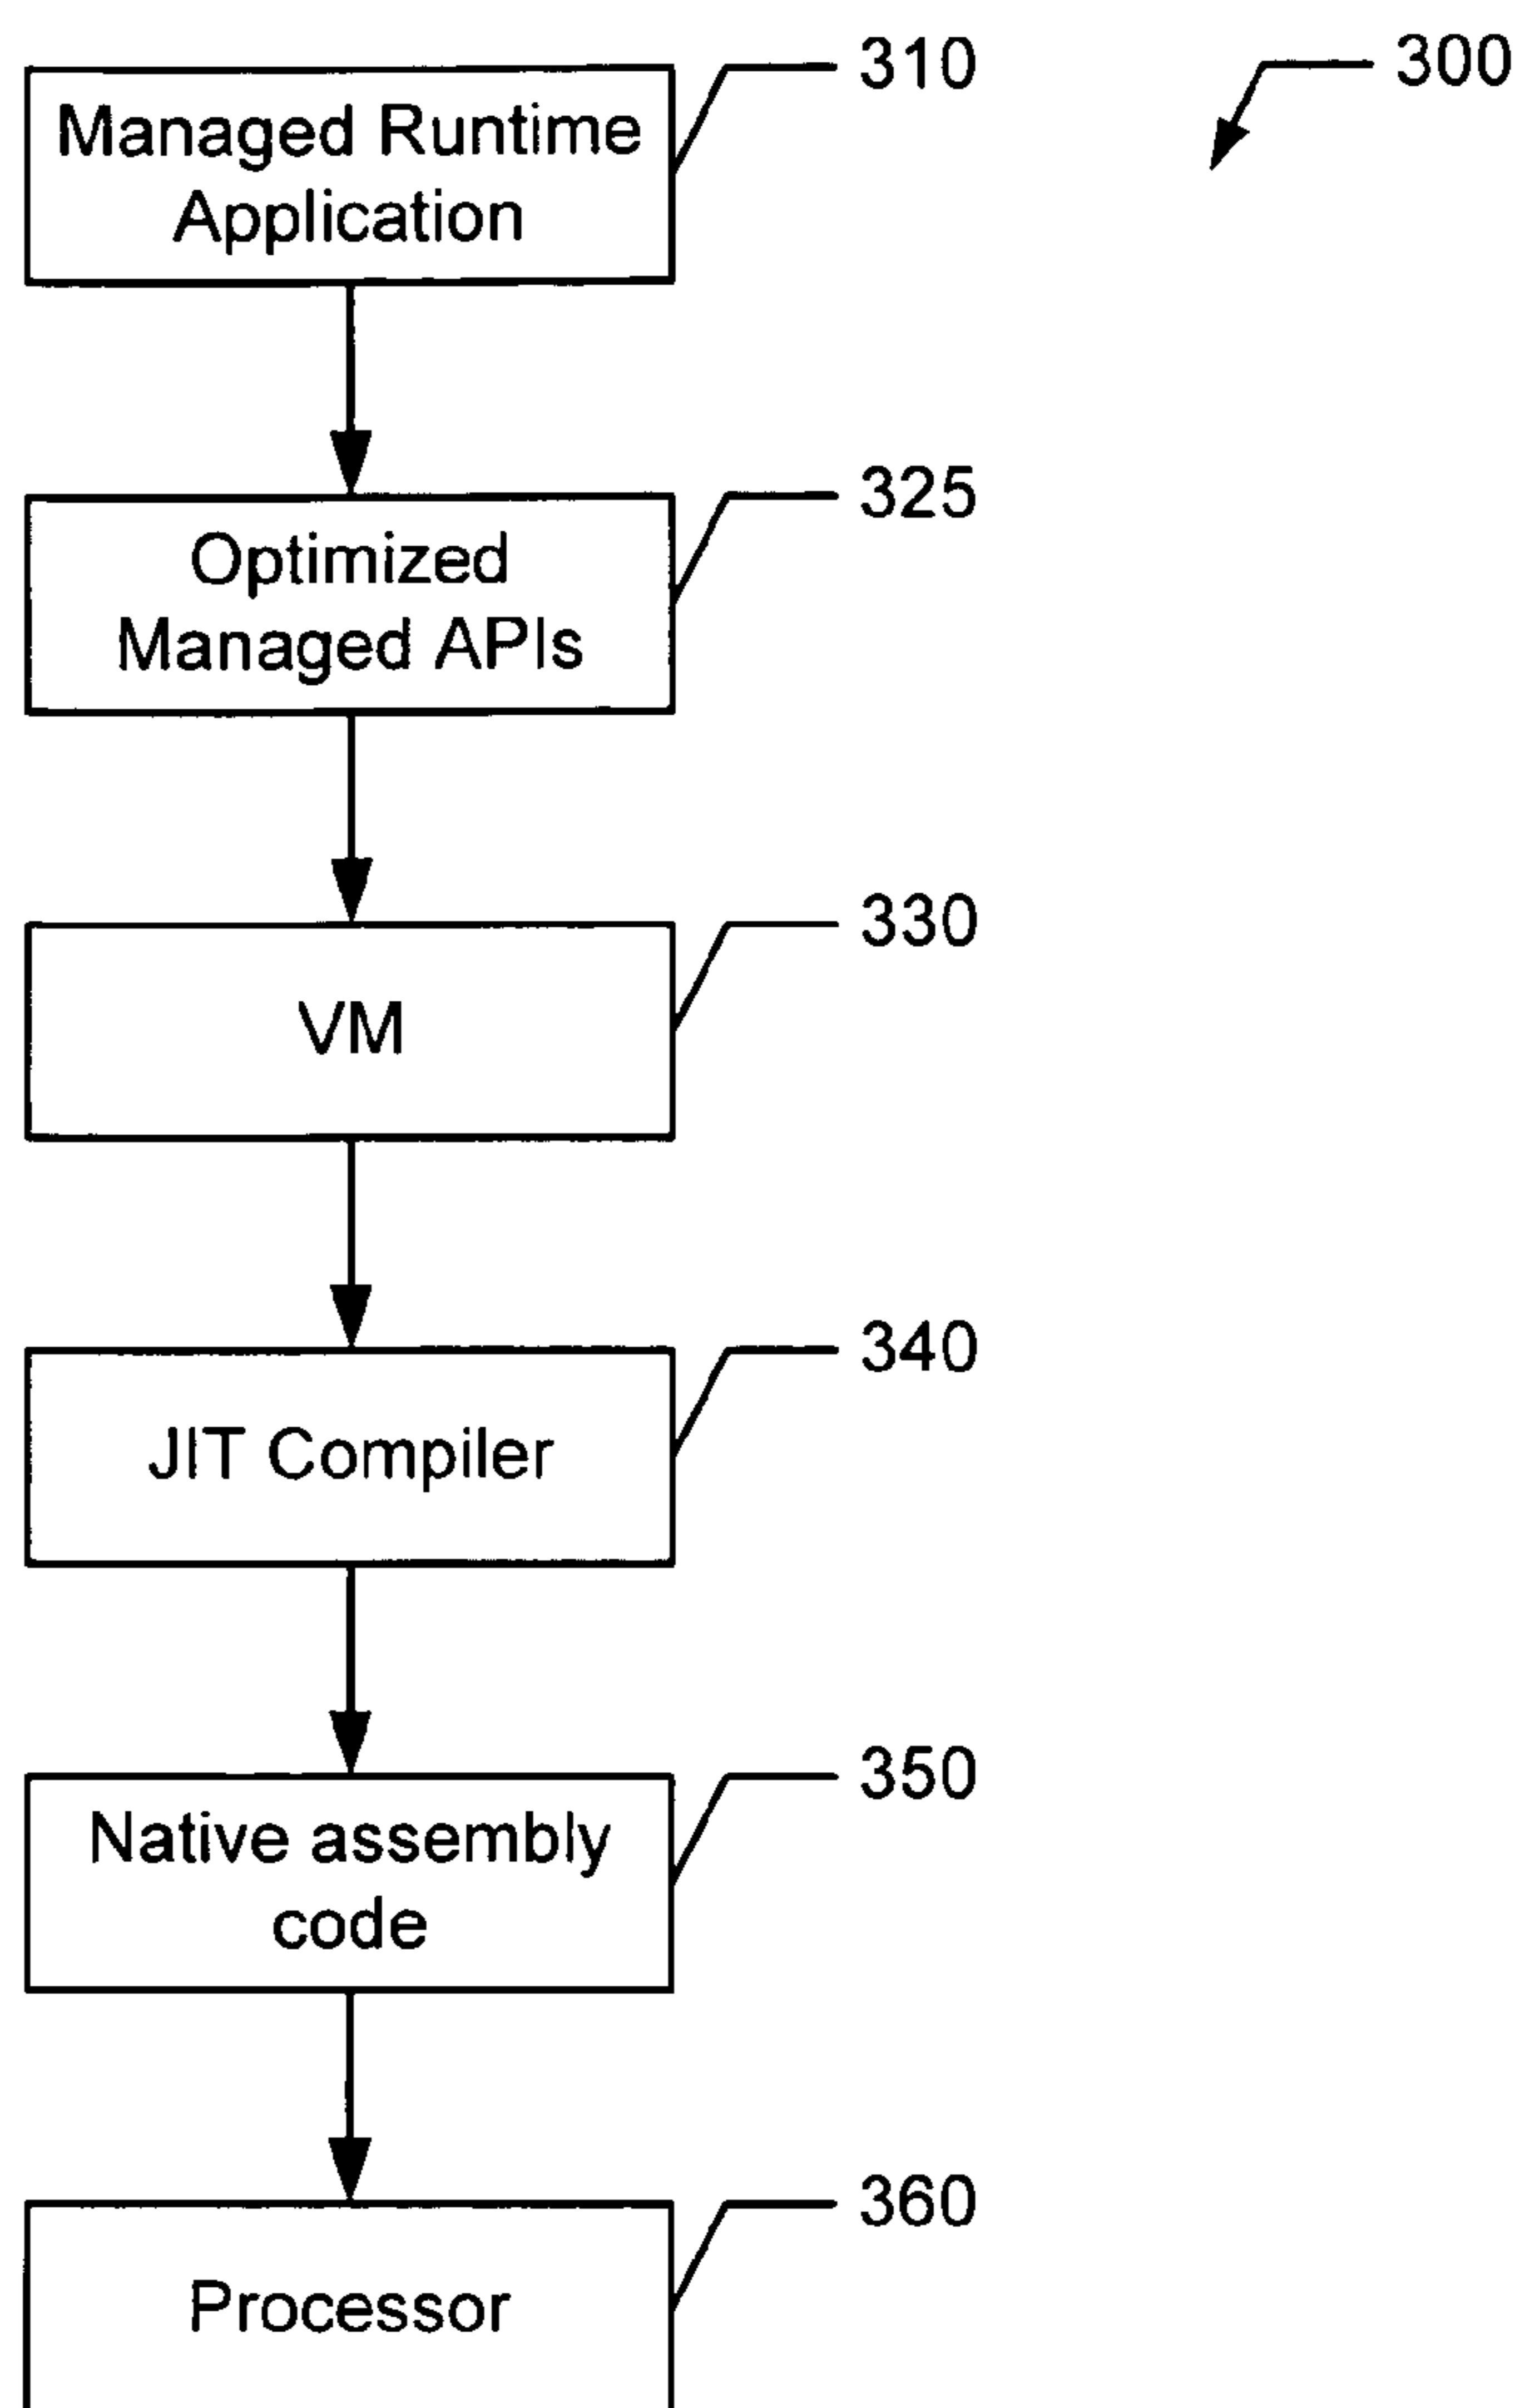 310
300
Managed Runtime
Application
325
Optimized
Managed APIs
330
VM
340
JIT Compiler
350
Native assembly
code
360
Processor